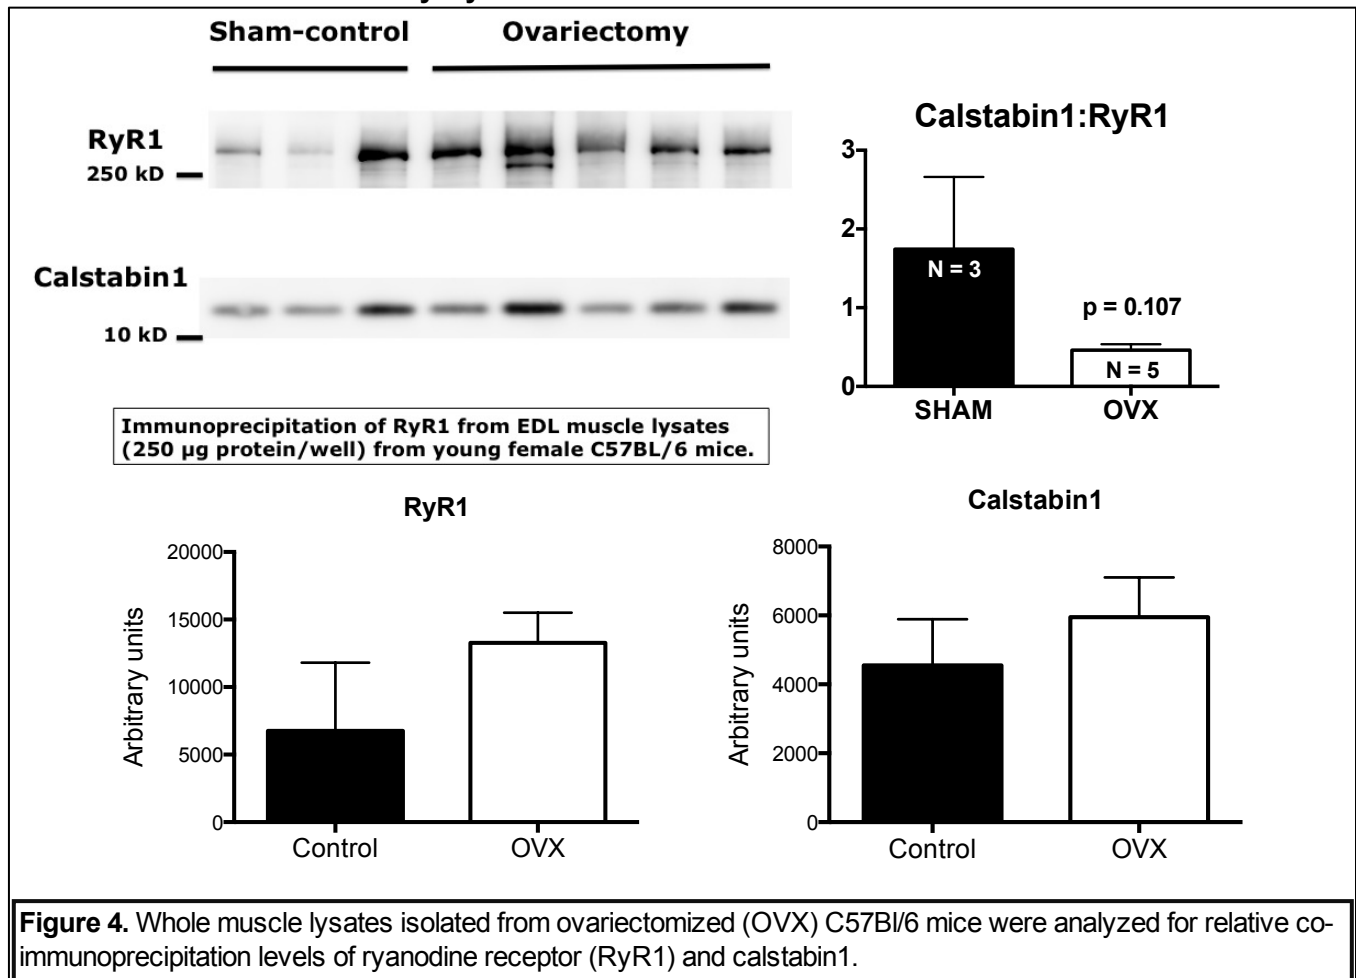 Sham-control Ovariectomy
RyR1
250 kD
Calstabin1
10 kD
Immunoprecipitation of RyR1 from EDL muscle lysates
(250 µg protein/well) from young female C57BL/6 mice.
Calstabin1:RyR1
3
2
1
0
N = 3
p = 0.107
N = 5
SHAM OVX
RyR1
Arbitrary units
20000
15000
10000
5000
0
Control OVX
Calstabin1
Arbitrary units
8000
6000
4000
2000
0
Control OVX
Figure 4. Whole muscle lysates isolated from ovariectomized (OVX) C57Bl/6 mice were analyzed for relative co-
immunoprecipitation levels of ryanodine receptor (RyR1) and calstabin1.